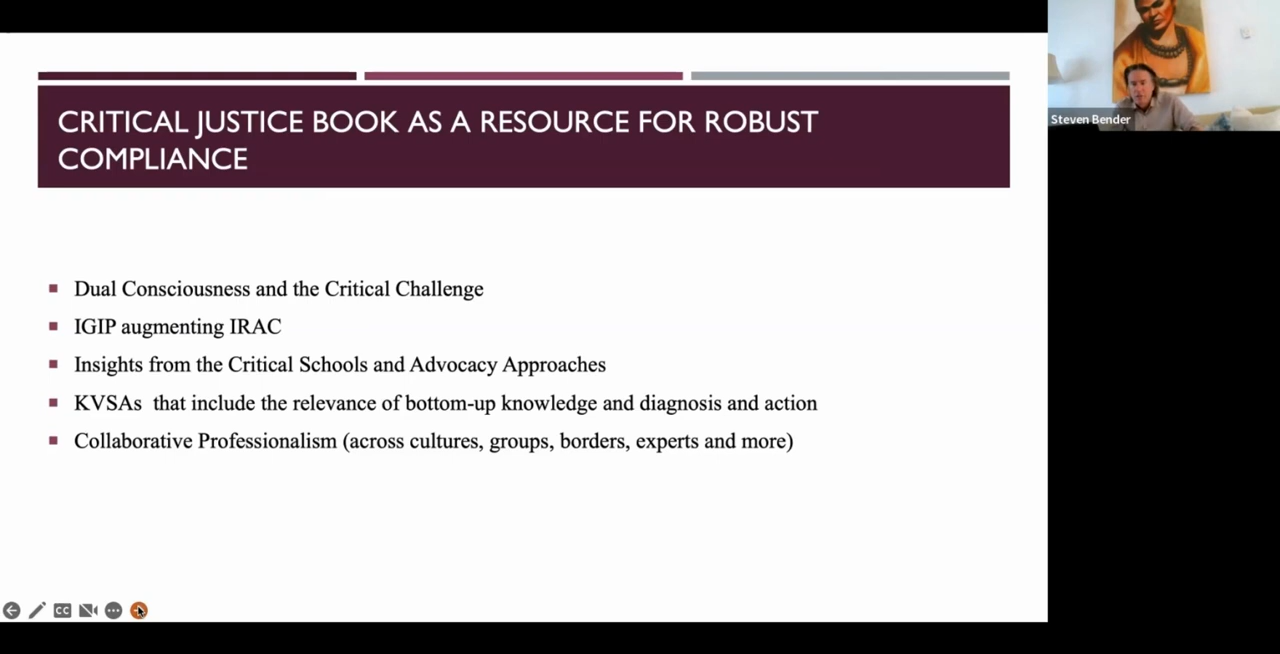 CRITICAL JUSTICE BOOK AS A RESOURCE FOR ROBUST
COMPLIANCE
Steven Bender
Dual Consciousness and the Critical Challenge
IGIP augmenting IRAC
Insights from the Critical Schools and Advocacy Approaches
KVSAs that include the relevance of bottom-up knowledge and diagnosis and action
Collaborative Professionalism (across cultures, groups, borders, experts and more)
CC